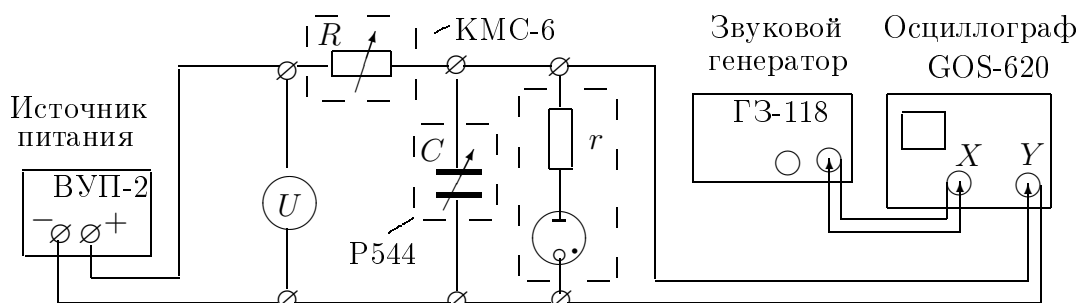 R
КМС-6
Звуковой
генератор
Осциллограф
GOS-620
Источник
питания
ВУП-2
− +
U
C
Р544
r
ГЗ-118
X Y